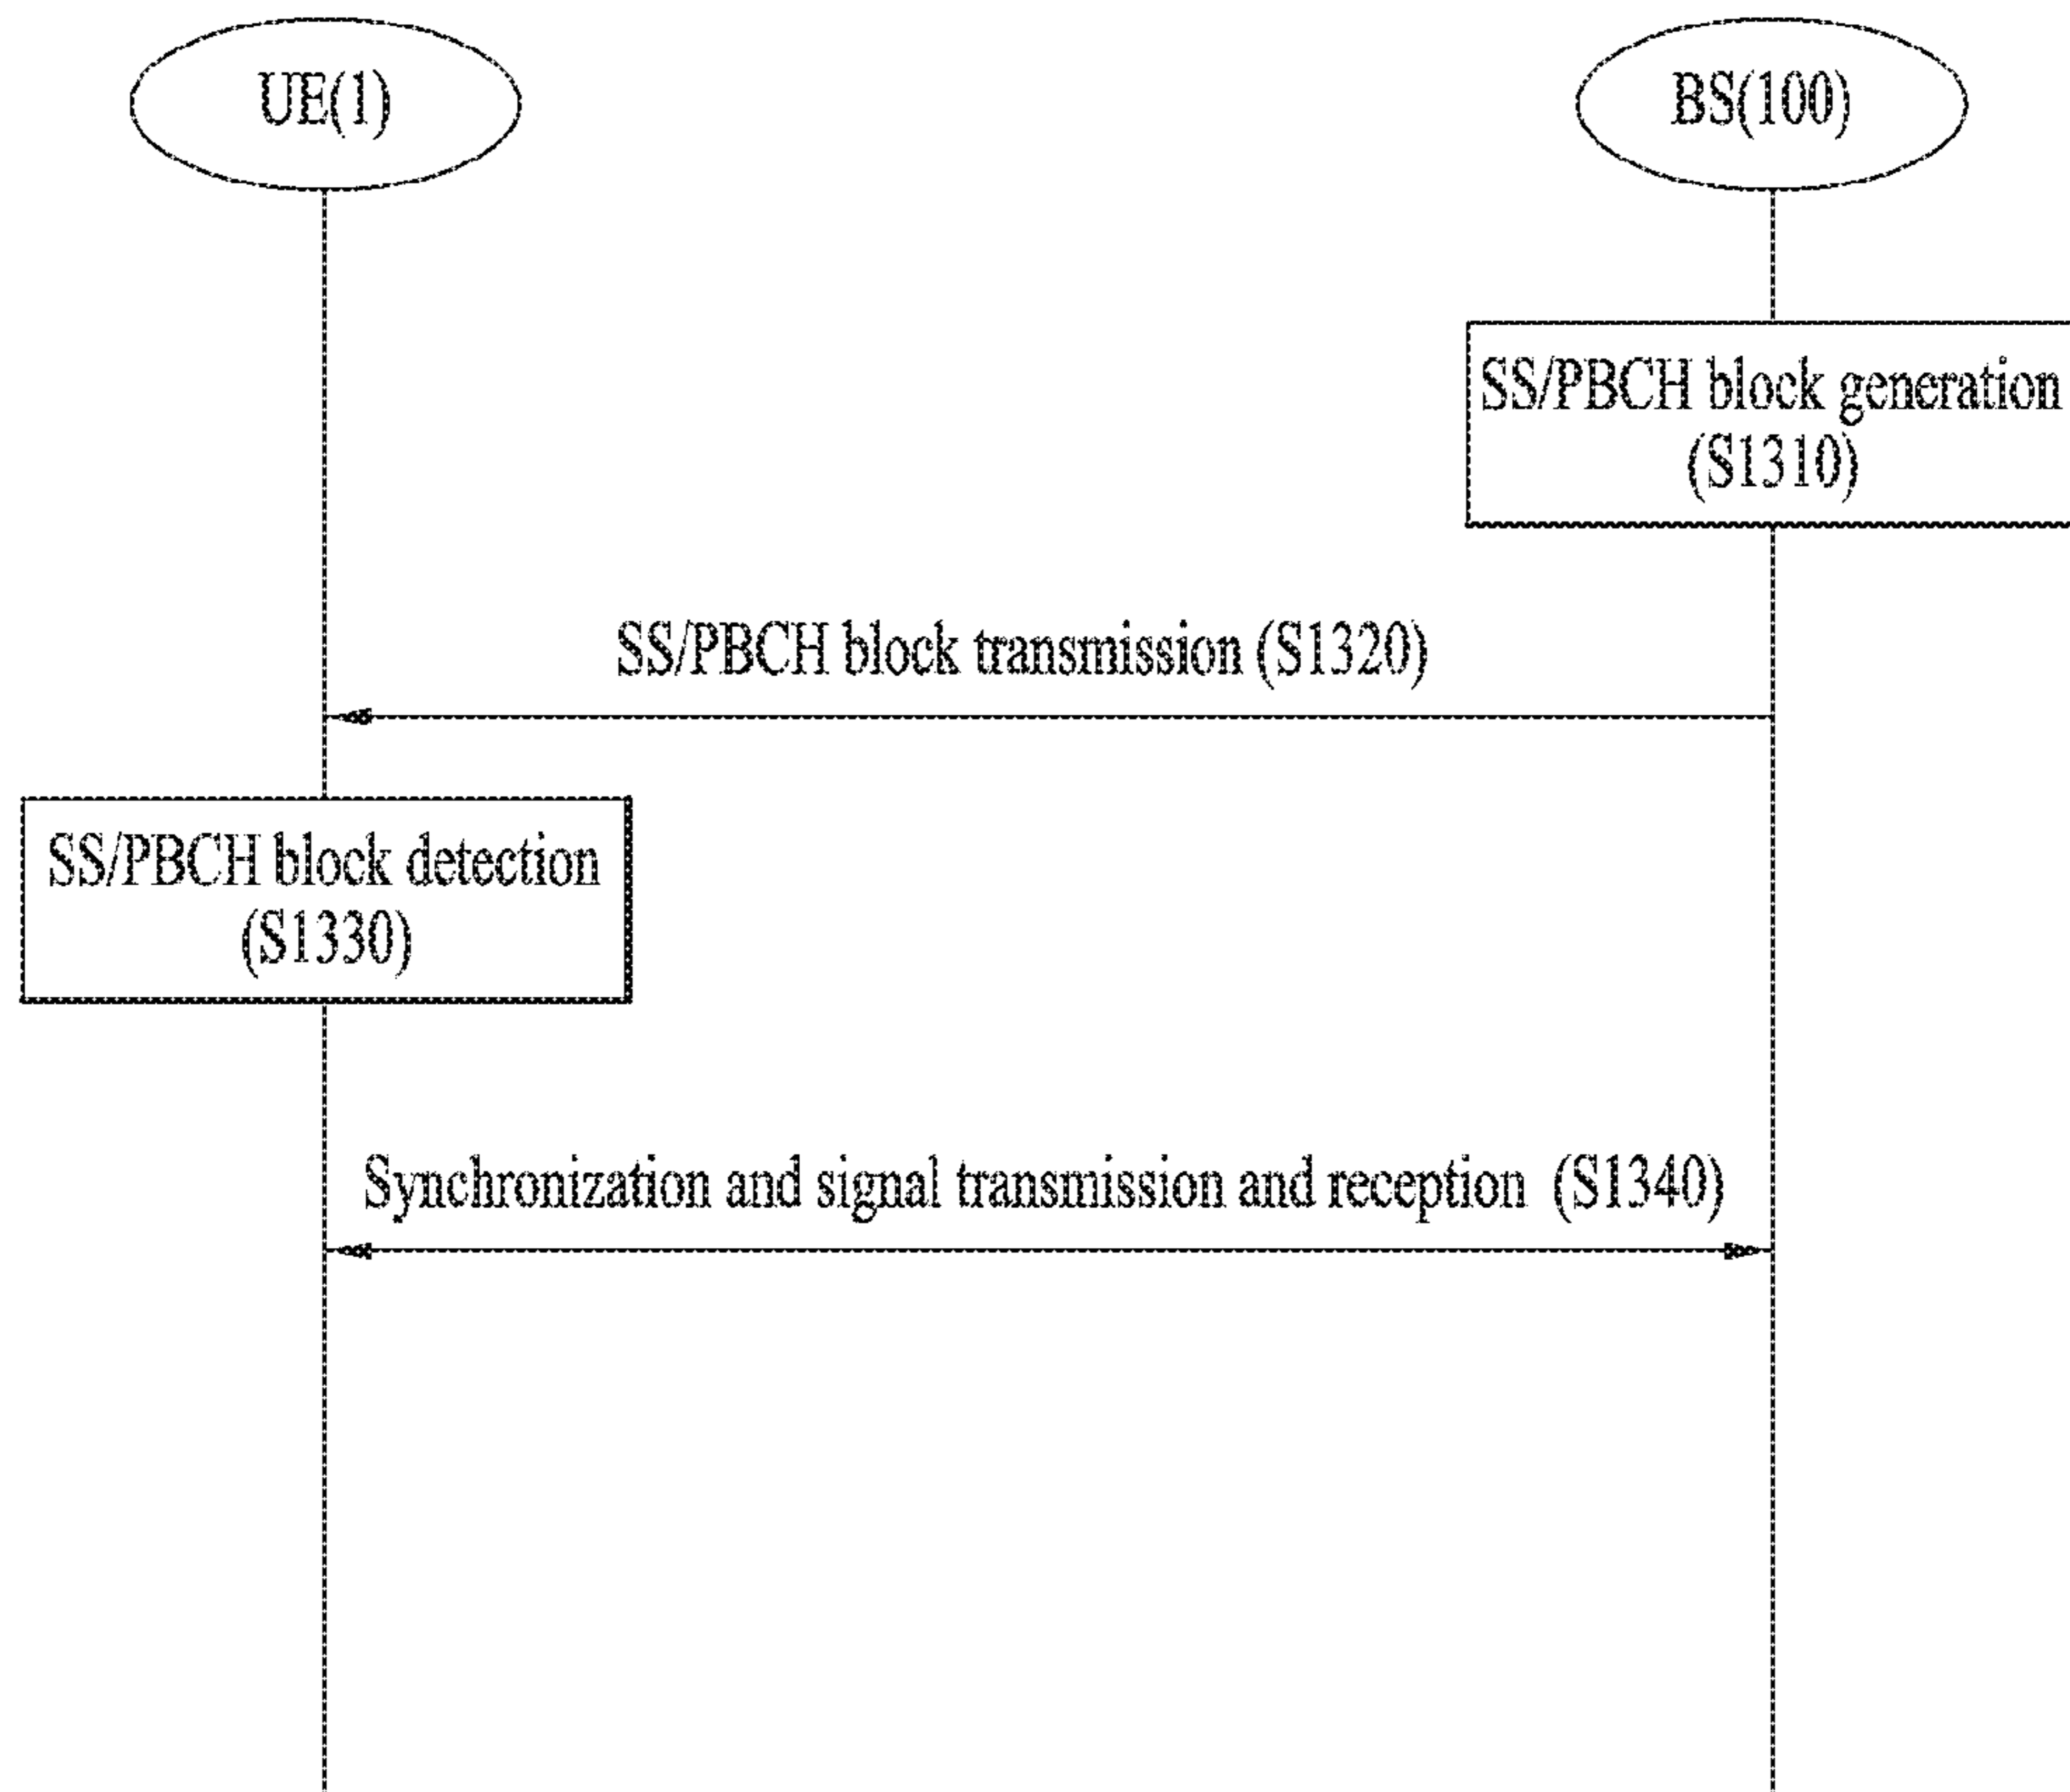 UE(1)
BS(100)
SS/PBCH block generation
(S1310)
SS/PBCH block transmission (S1320)
SS/PBCH block detection
(S1330)
Synchronization and signal transmission and reception (S1340)